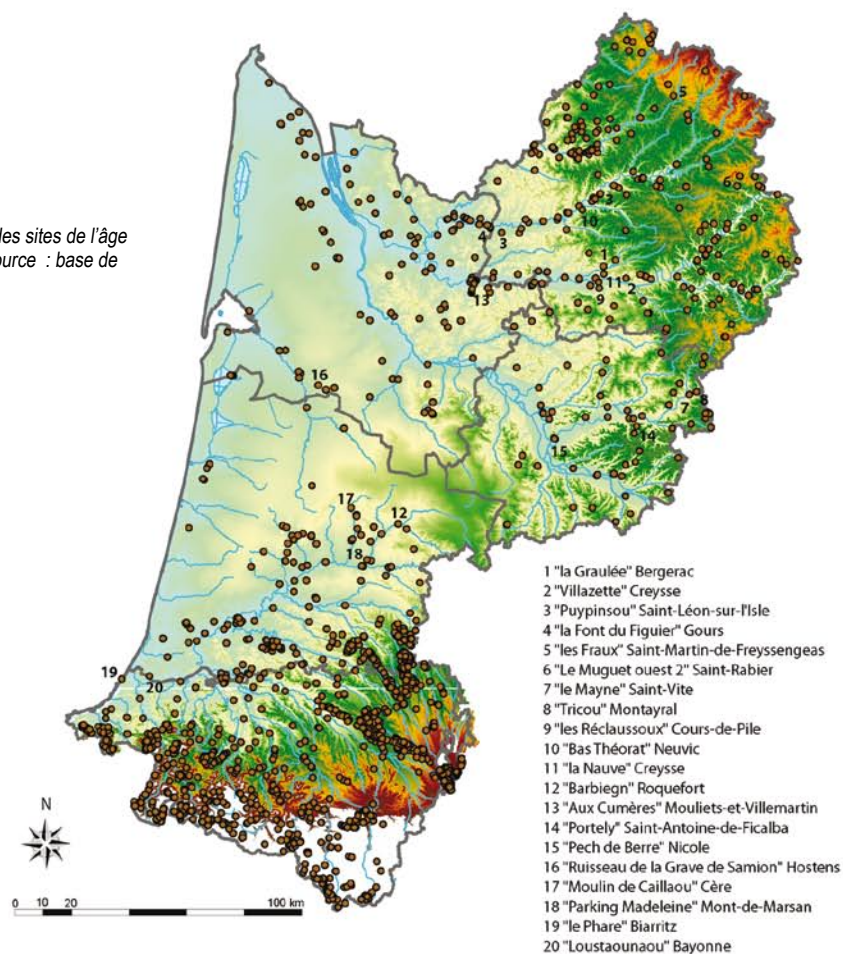 les sites de l'âge
ource : base de
5
6
3
10
4
3
1
11
2
13
9
16
7
8
14
15
17
12
18
19
20
N
0 10 20 100 km
1 "la Graulée" Bergerac
2 "Villazette" Creysse
3 "Puypinsou" Saint-Léon-sur-l'Isle
4 "la Font du Figuier" Gours
5 "les Fraux" Saint-Martin-de-Freyssengeas
6 "Le Muguet ouest 2" Saint-Rabier
7 "le Mayne" Saint-Vite
8 "Tricou" Montayral
9 "les Réclaussoux" Cours-de-Pile
10 "Bas Théorat" Neuvic
11 "la Nauve" Creysse
12 "Barbiegn" Roquefort
13 "Aux Cumères" Mouliets-et-Villemartin
14 "Portely" Saint-Antoine-de-Ficalba
15 "Pech de Berre" Nicole
16 "Ruisseau de la Grave de Samion" Hostens
17 "Moulin de Caillaou" Cère
18 "Parking Madeleine" Mont-de-Marsan
19 "le Phare" Biarritz
20 "Loustaounaou" Bayonne